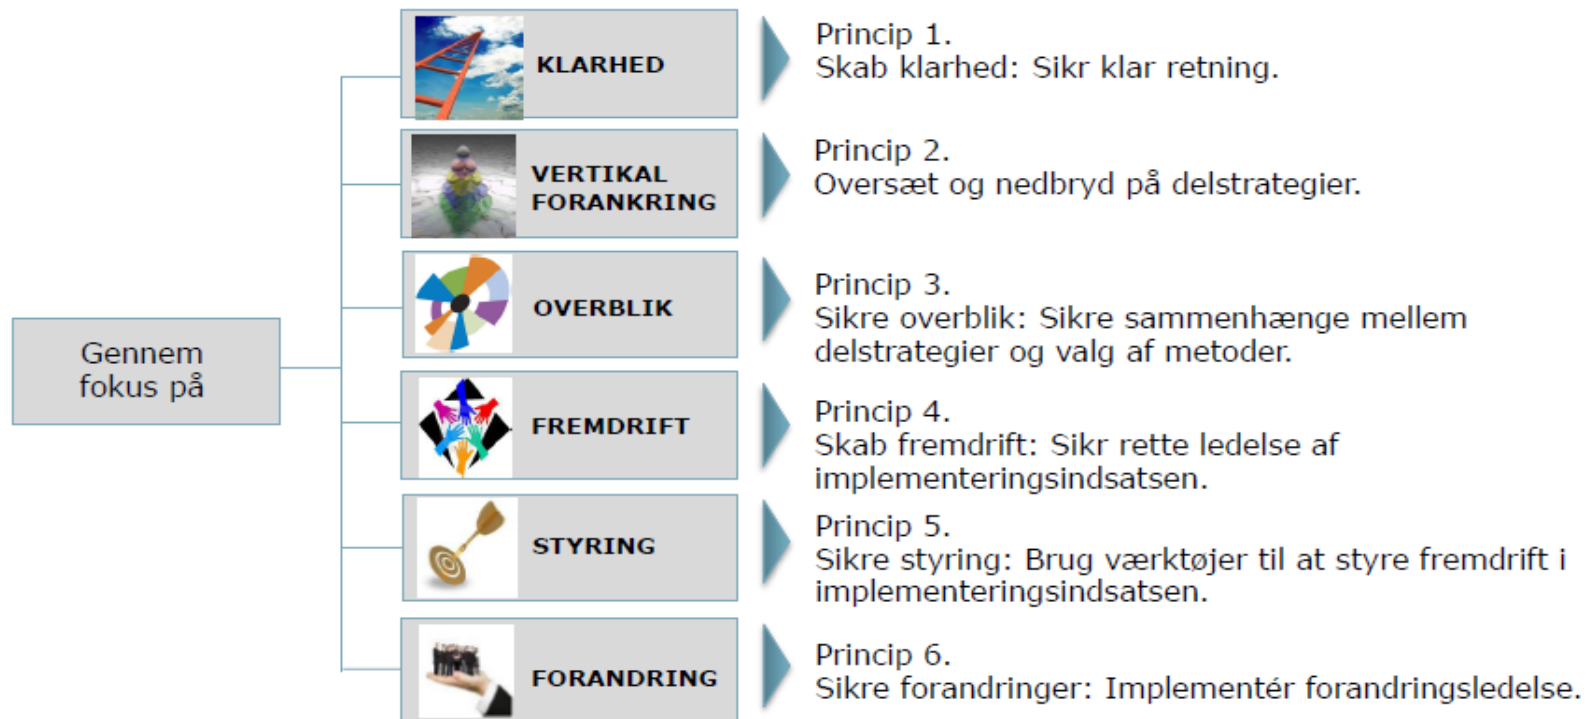 Gennem
fokus på
KLARHED
Princip 1.
Skab klarhed: Sikr klar retning.
VERTIKAL
FORANKRING
Princip 2.
Oversæt og nedbryd på delstrategier.
OVERBLIK
Princip 3.
Sikre overblik: Sikre sammenhænge mellem
delstrategier og valg af metoder.
FREMDRIFT
Princip 4.
Skab fremdrift: Sikr rette ledelse af
implementeringsindsatsen.
STYRING
Princip 5.
Sikre styring: Brug værktøjer til at styre fremdrift i
implementeringsindsatsen.
FORANDRING
Princip 6.
Sikre forandringer: Implementér forandringsledelse.